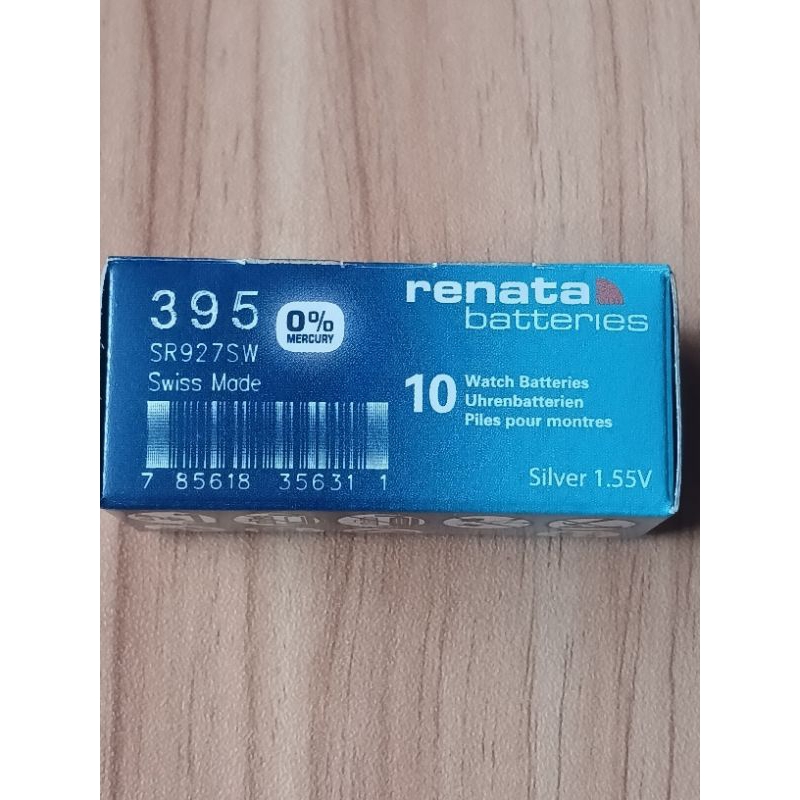 395
0% MERCURY
SR927SW
Swiss Made
7 85618 35631 1
renata
batteries
10
Watch Batteries
Uhrenbatterien
Piles pour montres
Silver 1.55V